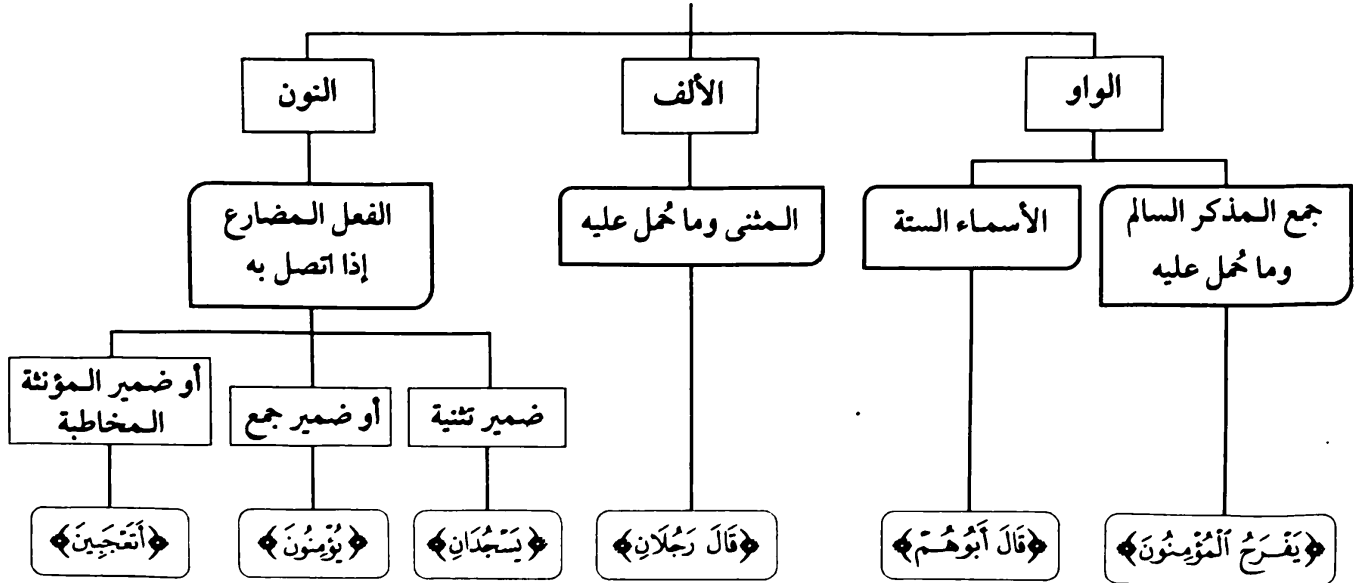 الواو
الألف
النون
جمع المذكر السالم
وما حُمل عليه
الأسماء الستة
المثنى وما حُمل عليه
الفعل المضارع
إذا اتصل به
ضمير تثنية
أو ضمير جمع
أو ضمير المؤنثة
المخاطبة
﴿يَفْرَحُ ٱلْمُؤْمِنُونَ﴾
﴿قَالَ أَبُوهُمْ﴾
﴿قَالَ رَجُلَانِ﴾
﴿يَسْجُدَانِ﴾
﴿يُؤْمِنُونَ﴾
﴿أَتَعْجَبِينَ﴾